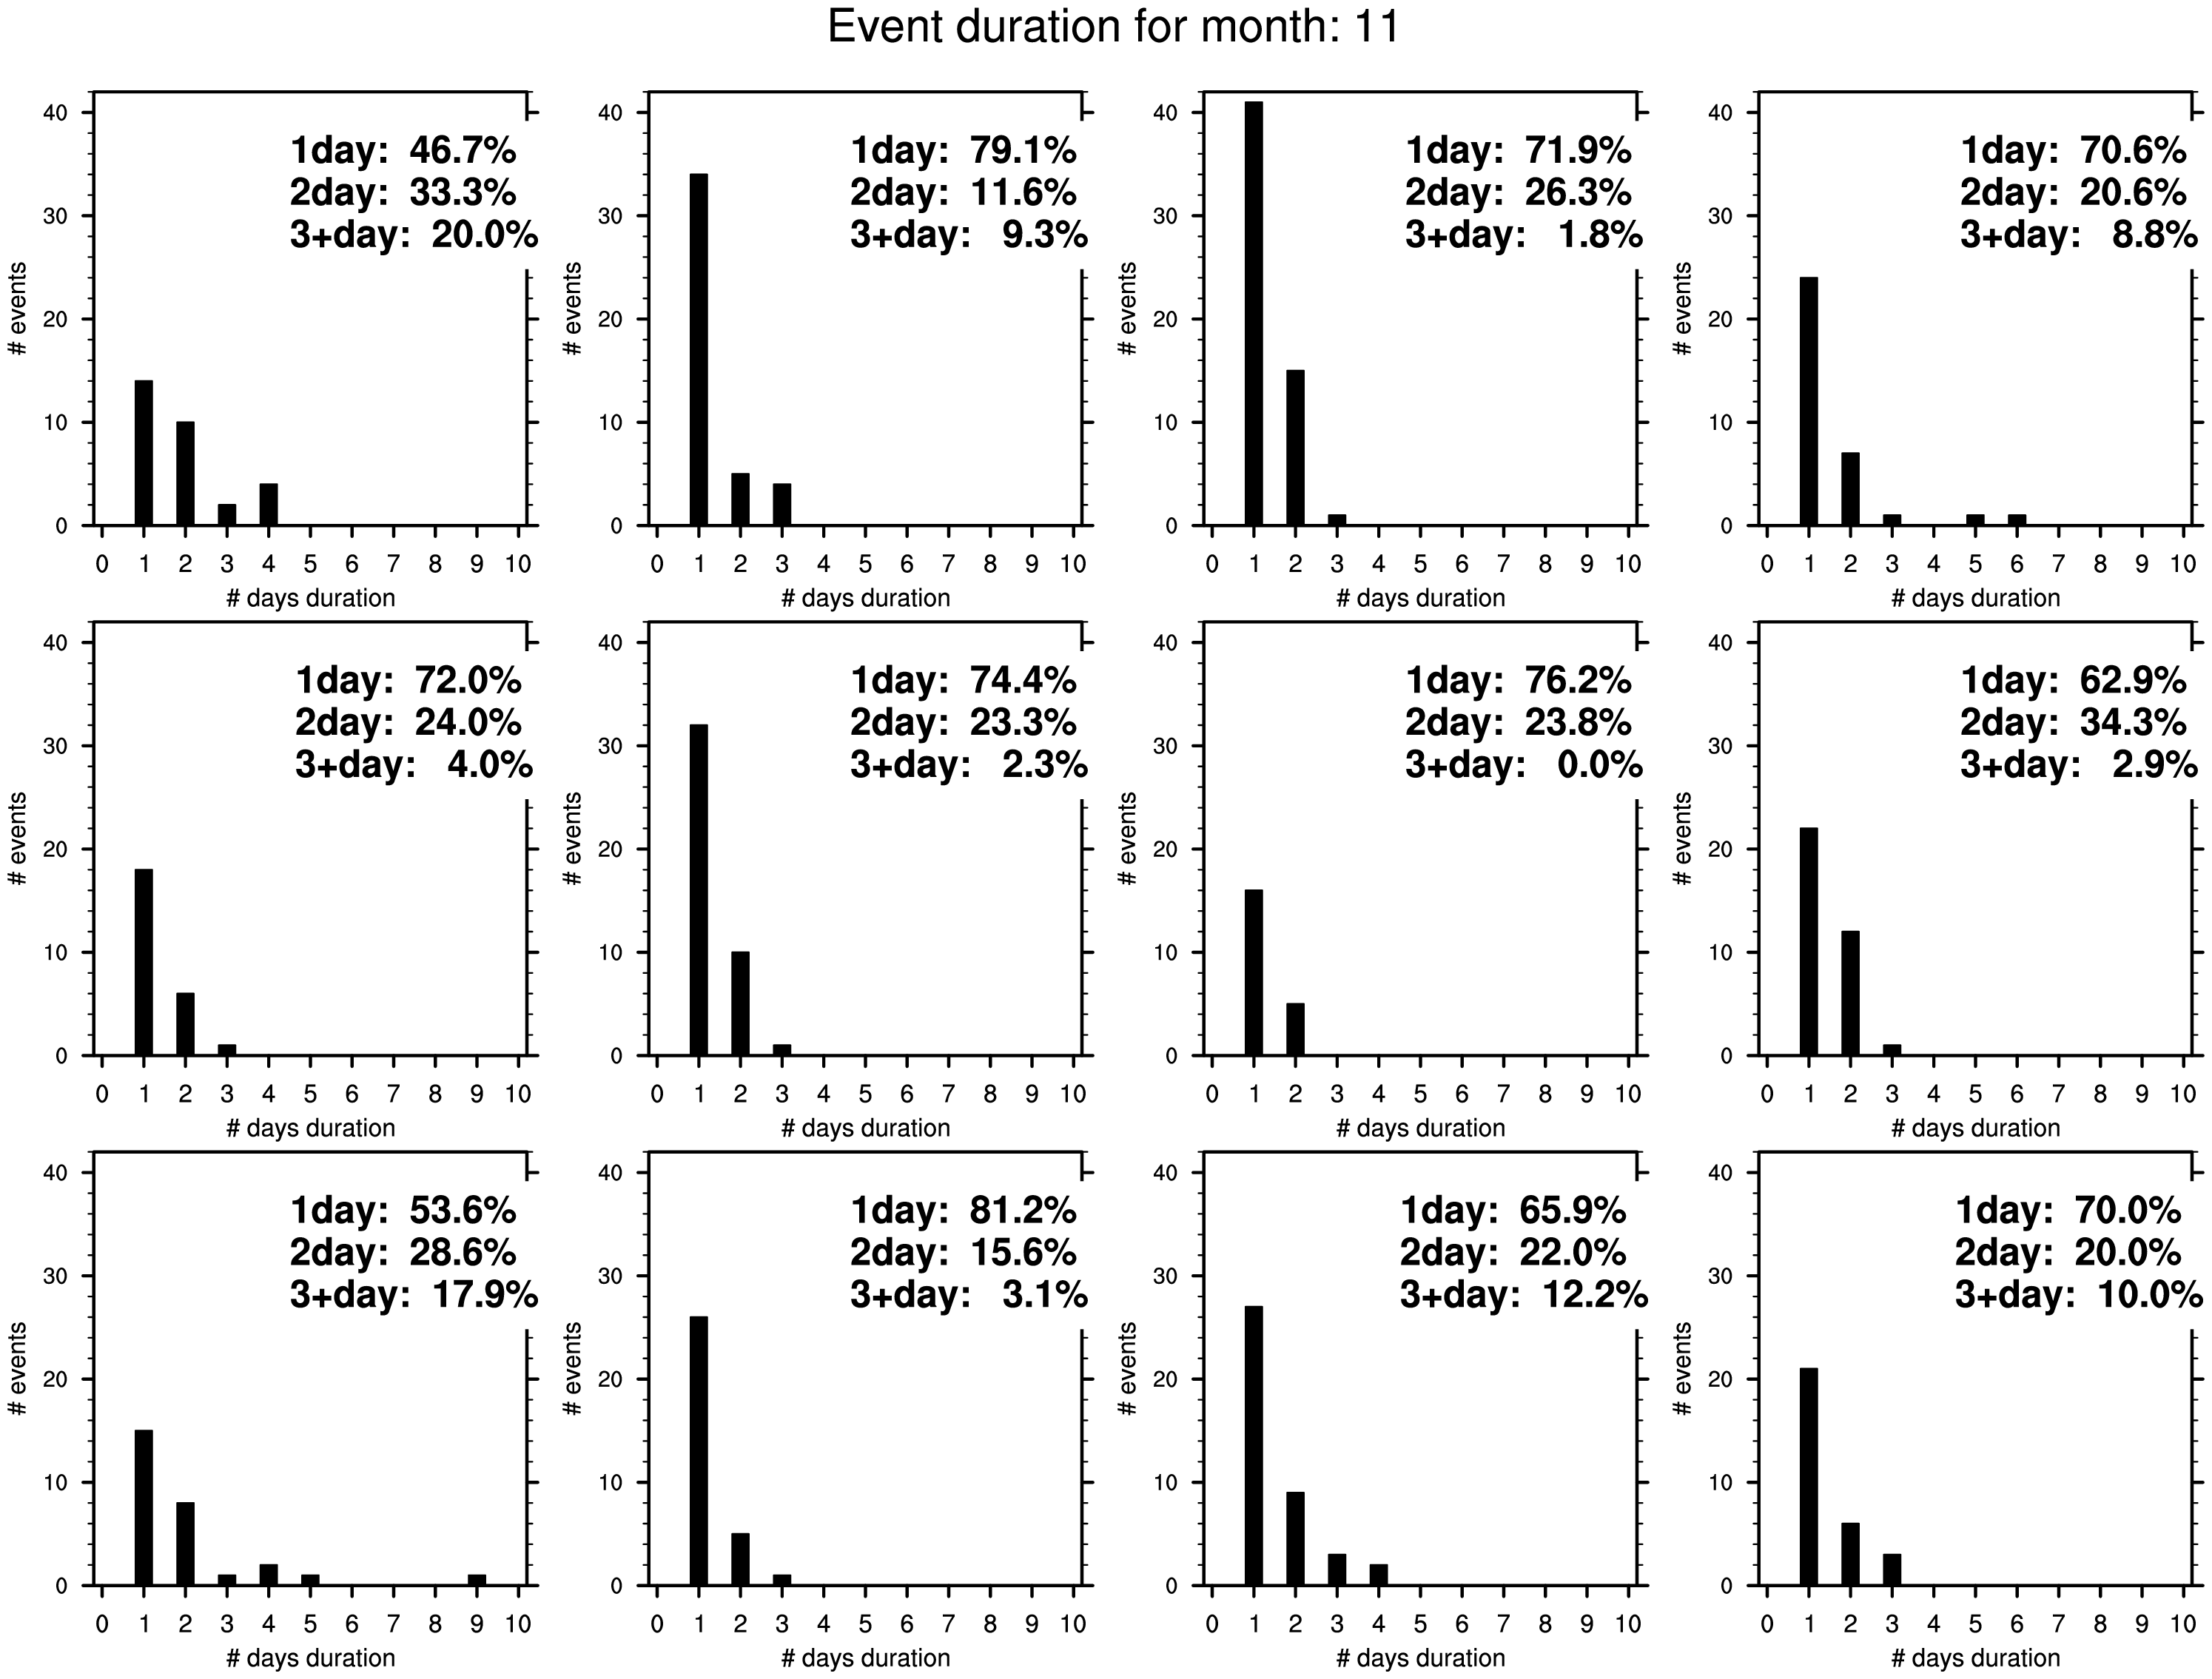 Event duration for month: 11
40
30
20
10
0
# events
1day: 46.7%
2day: 33.3%
3+day: 20.0%
0 1 2 3 4 5 6 7 8 9 10
# days duration
40
30
20
10
0
# events
1day: 79.1%
2day: 11.6%
3+day: 9.3%
0 1 2 3 4 5 6 7 8 9 10
# days duration
40
30
20
10
0
# events
1day: 71.9%
2day: 26.3%
3+day: 1.8%
0 1 2 3 4 5 6 7 8 9 10
# days duration
40
30
20
10
0
# events
1day: 70.6%
2day: 20.6%
3+day: 8.8%
0 1 2 3 4 5 6 7 8 9 10
# days duration
40
30
20
10
0
# events
1day: 72.0%
2day: 24.0%
3+day: 4.0%
0 1 2 3 4 5 6 7 8 9 10
# days duration
40
30
20
10
0
# events
1day: 74.4%
2day: 23.3%
3+day: 2.3%
0 1 2 3 4 5 6 7 8 9 10
# days duration
40
30
20
10
0
# events
1day: 76.2%
2day: 23.8%
3+day: 0.0%
0 1 2 3 4 5 6 7 8 9 10
# days duration
40
30
20
10
0
# events
1day: 62.9%
2day: 34.3%
3+day: 2.9%
0 1 2 3 4 5 6 7 8 9 10
# days duration
40
30
20
10
0
# events
1day: 53.6%
2day: 28.6%
3+day: 17.9%
0 1 2 3 4 5 6 7 8 9 10
# days duration
40
30
20
10
0
# events
1day: 81.2%
2day: 15.6%
3+day: 3.1%
0 1 2 3 4 5 6 7 8 9 10
# days duration
40
30
20
10
0
# events
1day: 65.9%
2day: 22.0%
3+day: 12.2%
0 1 2 3 4 5 6 7 8 9 10
# days duration
40
30
20
10
0
# events
1day: 70.0%
2day: 20.0%
3+day: 10.0%
0 1 2 3 4 5 6 7 8 9 10
# days duration